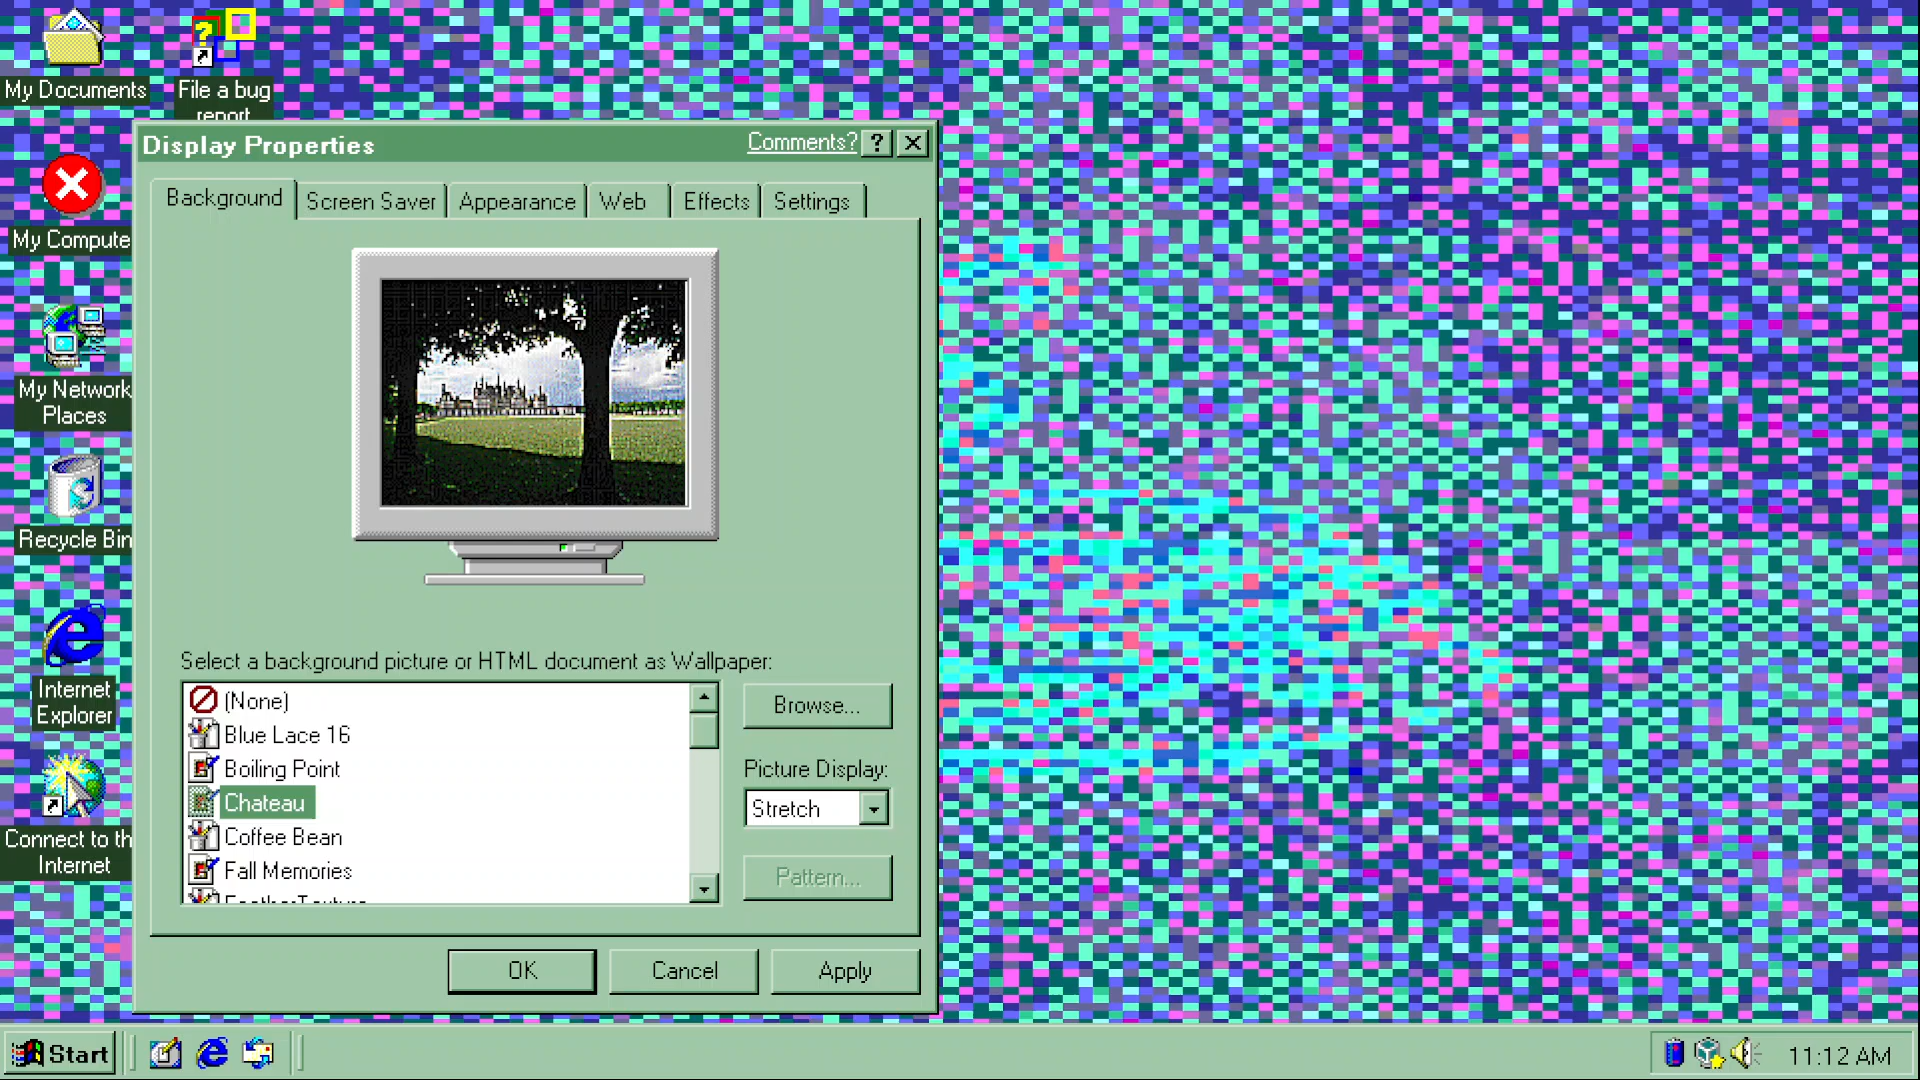 My Documents
File a bug
report
My Compute
My Network
Places
Recycle Bin
Internet
Explorer
Connect to th
Internet
Display Properties
Comments?
Background
Screen Saver
Appearance
Web
Effects
Settings
Select a background picture or HTML document as Wallpaper:
(None)
Blue Lace 16
Boiling Point
Chateau
Coffee Bean
Fall Memories
FeatherTexture
Browse...
Picture Display:
Stretch
Pattern...
OK
Cancel
Apply
Start
11:12 AM